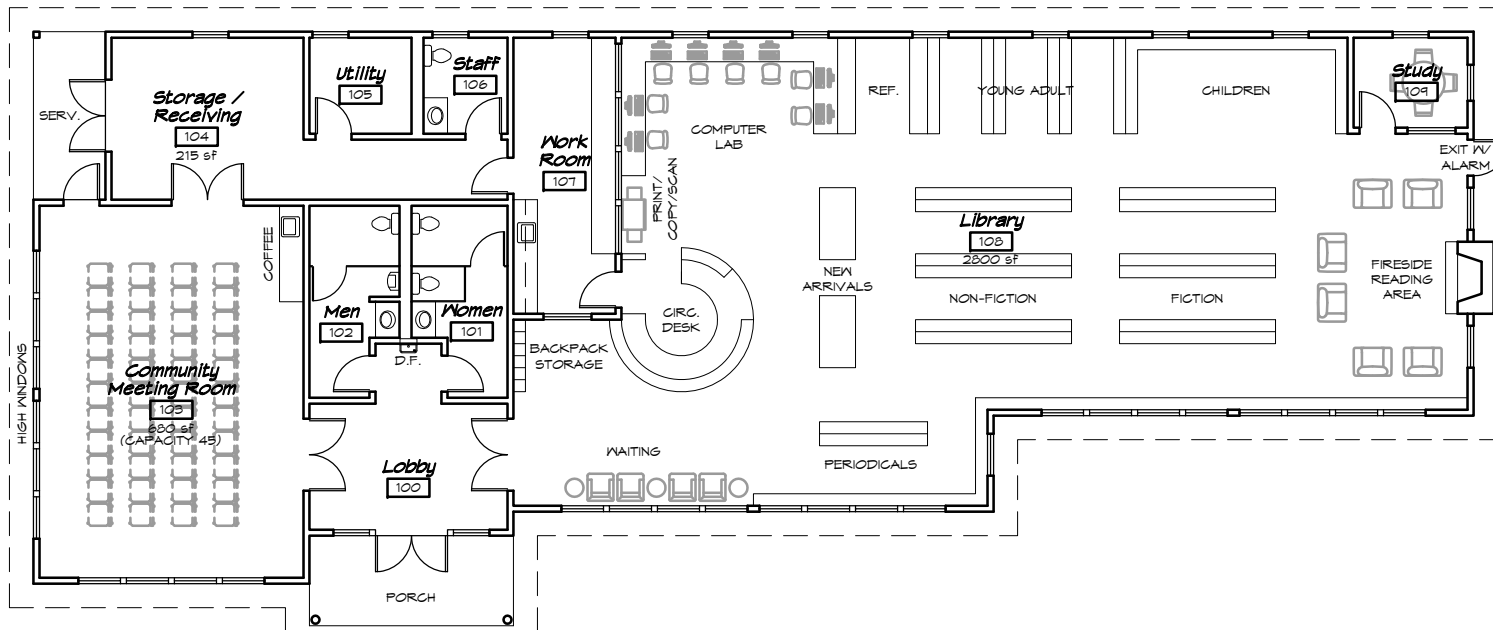 SERV.
Storage /
Receiving
104
215 sf
Utility
105
Staff
106
Work
Room
107
COMPUTER
LAB
PRINT/
COPY/SCAN
REF.
YOUNG ADULT
CHILDREN
Study
109
EXIT W/
ALARM
HIGH WINDOWS
COFFEE
Community
Meeting Room
103
680 sf
(CAPACITY 45)
Men
102
Women
101
D.F.
BACKPACK
STORAGE
CIRC.
DESK
NEW
ARRIVALS
Library
108
2800 sf
NON-FICTION
FICTION
FIRESIDE
READING
AREA
Lobby
100
WAITING
PERIODICALS
PORCH